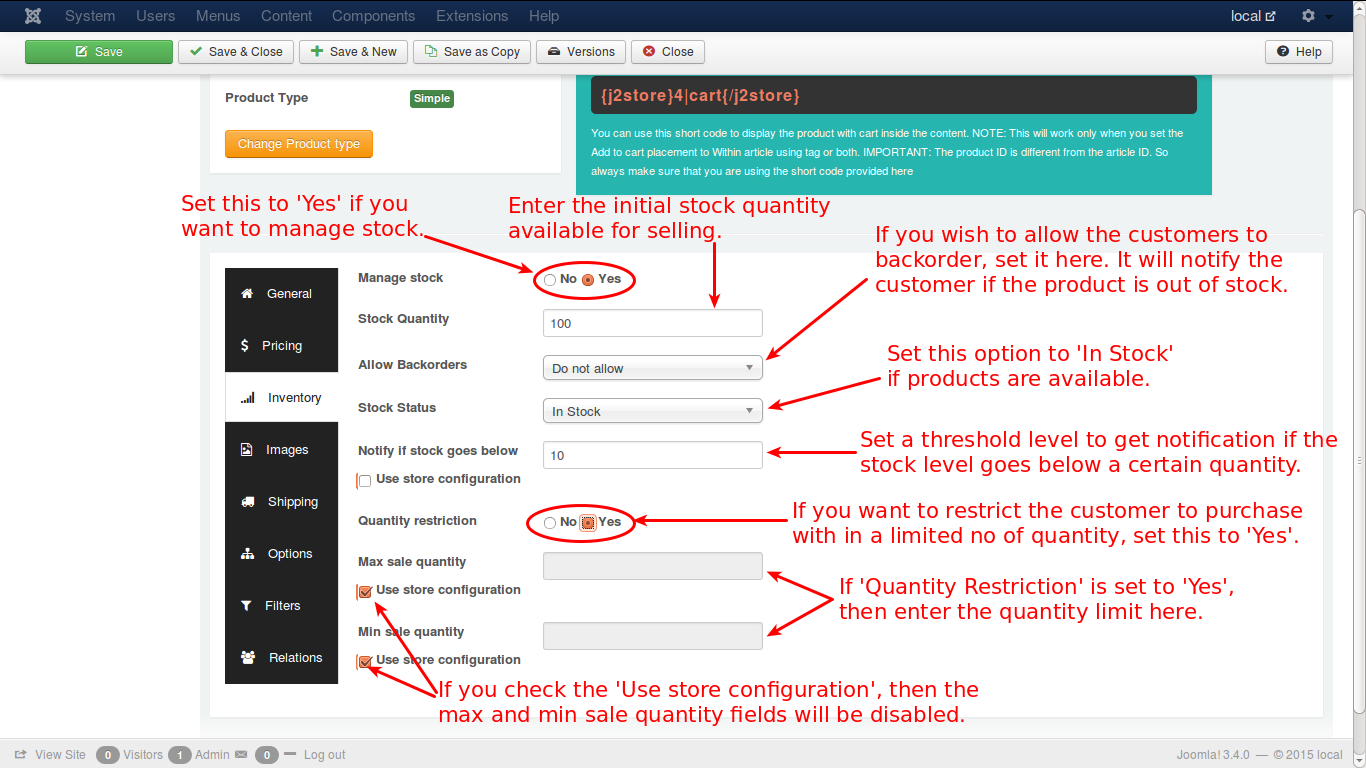 System Users Menus Content Components Extensions Help local
Save Save & Close Save & New Save as Copy Versions Close Help
Product Type Simple
Change Product type
{j2store}4|cart{/j2store}
You can use this short code to display the product with cart inside the content. NOTE: This will work only when you set the
Add to cart placement to Within article using tag or both. IMPORTANT: The product ID is different from the article ID. So
always make sure that you are using the short code provided here
Set this to 'Yes' if you
want to manage stock.
Enter the initial stock quantity
available for selling.
If you wish to allow the customers to
backorder, set it here. It will notify the
customer if the product is out of stock.
General
Pricing
Inventory
Images
Shipping
Options
Filters
Relations
Manage stock No Yes
Stock Quantity 100
Allow Backorders Do not allow
Stock Status In Stock
Set this option to 'In Stock'
if products are available.
Notify if stock goes below 10
Use store configuration
Set a threshold level to get notification if the
stock level goes below a certain quantity.
Quantity restriction No Yes
If you want to restrict the customer to purchase
with in a limited no of quantity, set this to 'Yes'.
Max sale quantity
Use store configuration
If 'Quantity Restriction' is set to 'Yes',
then enter the quantity limit here.
Min sale quantity
Use store configuration
If you check the 'Use store configuration', then the
max and min sale quantity fields will be disabled.
View Site 0 Visitors 1 Admin 0 Log out Joomla! 3.4.0 — © 2015 local